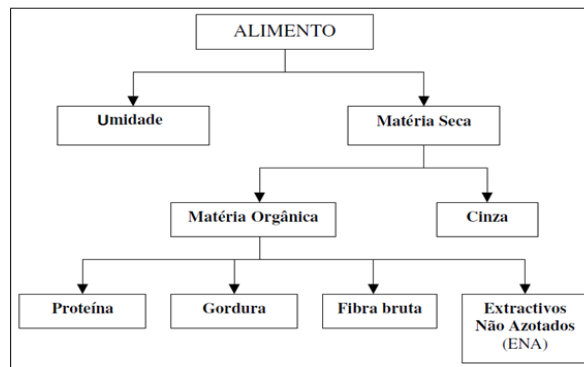 ALIMENTO
Umidade
Matéria Seca
Matéria Orgânica
Cinza
Proteína
Gordura
Fibra bruta
Extractivos
Não Azotados
(ENA)